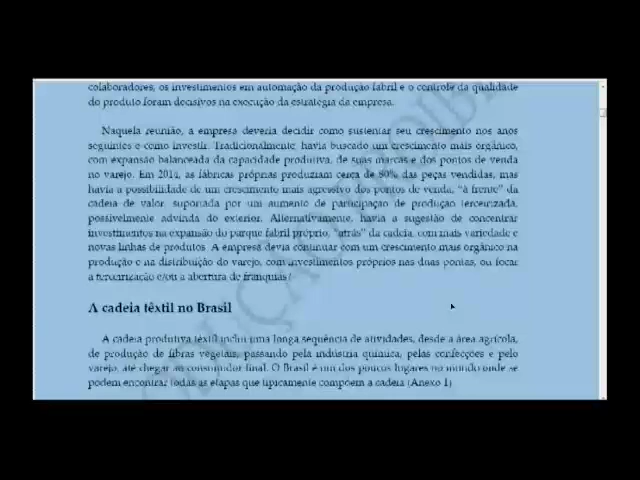 colaboradores, os investimentos em automação da produção fabril e o controle da qualidade
do produto foram decisivos na execução da estratégia da empresa.
Naquela reunião, a empresa deveria decidir como sustentar seu crescimento nos anos
seguintes e como investir. Tradicionalmente, havia buscado um crescimento mais orgânico,
com expansão balanceada da capacidade produtiva, de suas marcas e dos pontos de venda
no varejo. Em 2014, as fábricas próprias produziam cerca de 80% das peças vendidas, mas
havia a possibilidade de um crescimento mais agressivo dos pontos de venda, "à frente" da
cadeia de valor, suportada por um aumento de participação de produção terceirizada,
possivelmente advinda do exterior. Alternativamente, havia a sugestão de concentrar
investimentos na expansão do parque fabril próprio, "atrás" da cadeia, com mais variedade e
novas linhas de produtos. A empresa devia continuar com um crescimento mais orgânico na
produção e na distribuição do varejo, com investimentos próprios nas duas pontas, ou focar
a terceirização e/ou a abertura de franquias?
A cadeia têxtil no Brasil
A cadeia produtiva têxtil inclui uma longa sequência de atividades, desde a área agrícola,
de produção de fibras vegetais, passando pela indústria química, pelas confecções e pelo
varejo, até chegar ao consumidor final. O Brasil é um dos poucos lugares no mundo onde se
podem encontrar todas as etapas que tipicamente compõem a cadeia (Anexo 1).